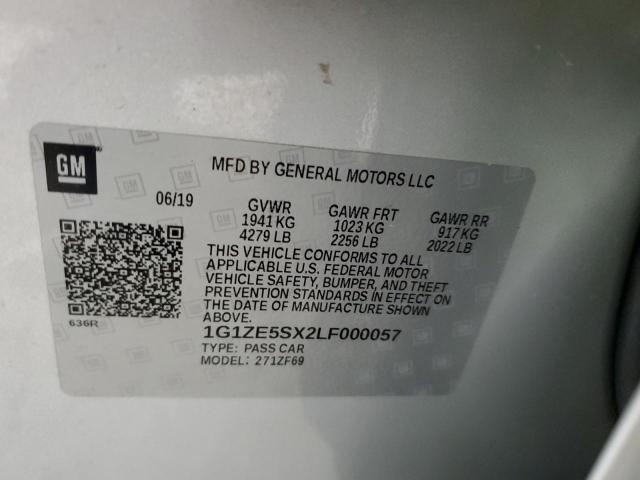 GM
MFD BY GENERAL MOTORS LLC
06/19
GVWR GAWR FRT GAWR RR
1941 KG 1023 KG 917 KG
4279 LB 2256 LB 2022 LB
THIS VEHICLE CONFORMS TO ALL
APPLICABLE U.S. FEDERAL MOTOR
VEHICLE SAFETY, BUMPER, AND THEFT
PREVENTION STANDARDS IN EFFECT ON
THE DATE OF MANUFACTURE SHOWN
ABOVE.
636R
1G1ZE5SX2LF000057
TYPE: PASS CAR
MODEL: 271ZF69